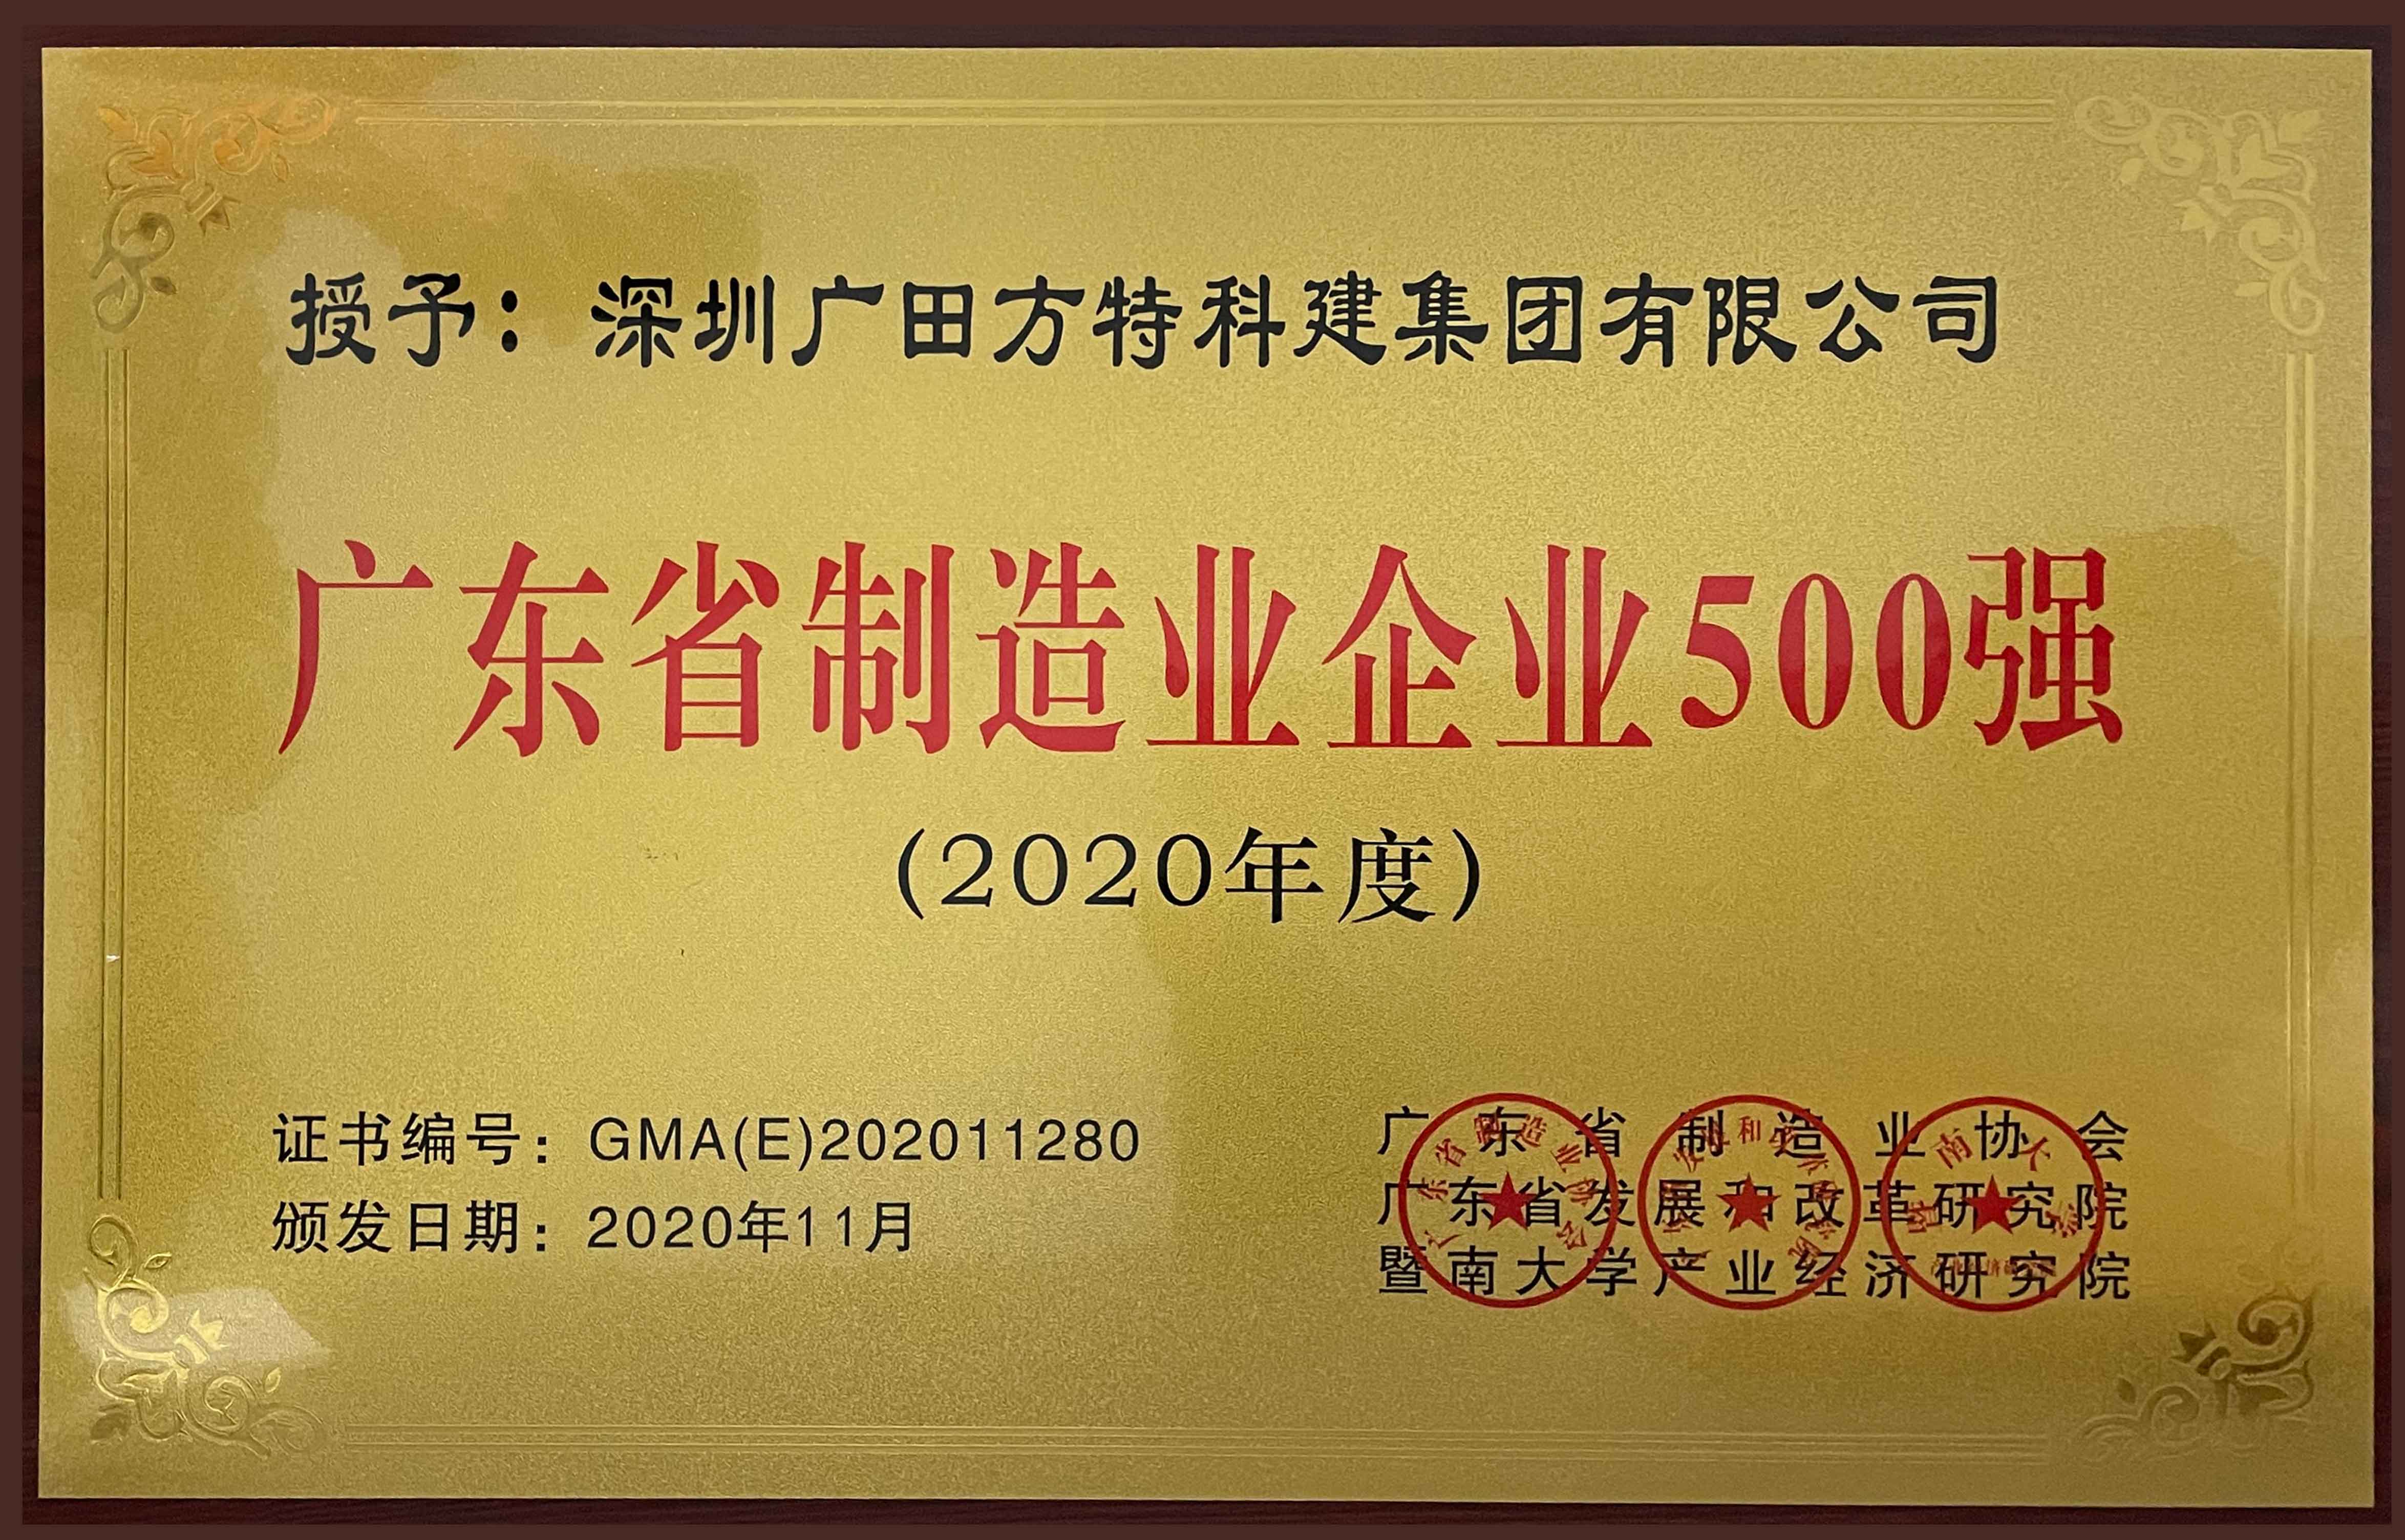 授予：深圳广田方特科建集团有限公司
广东省制造业企业500强
(2020年度)
证书编号：GMA(E)202011280
颁发日期：2020年11月
广东省制造业协会
广东省发展和改革研究院
暨南大学产业经济研究院